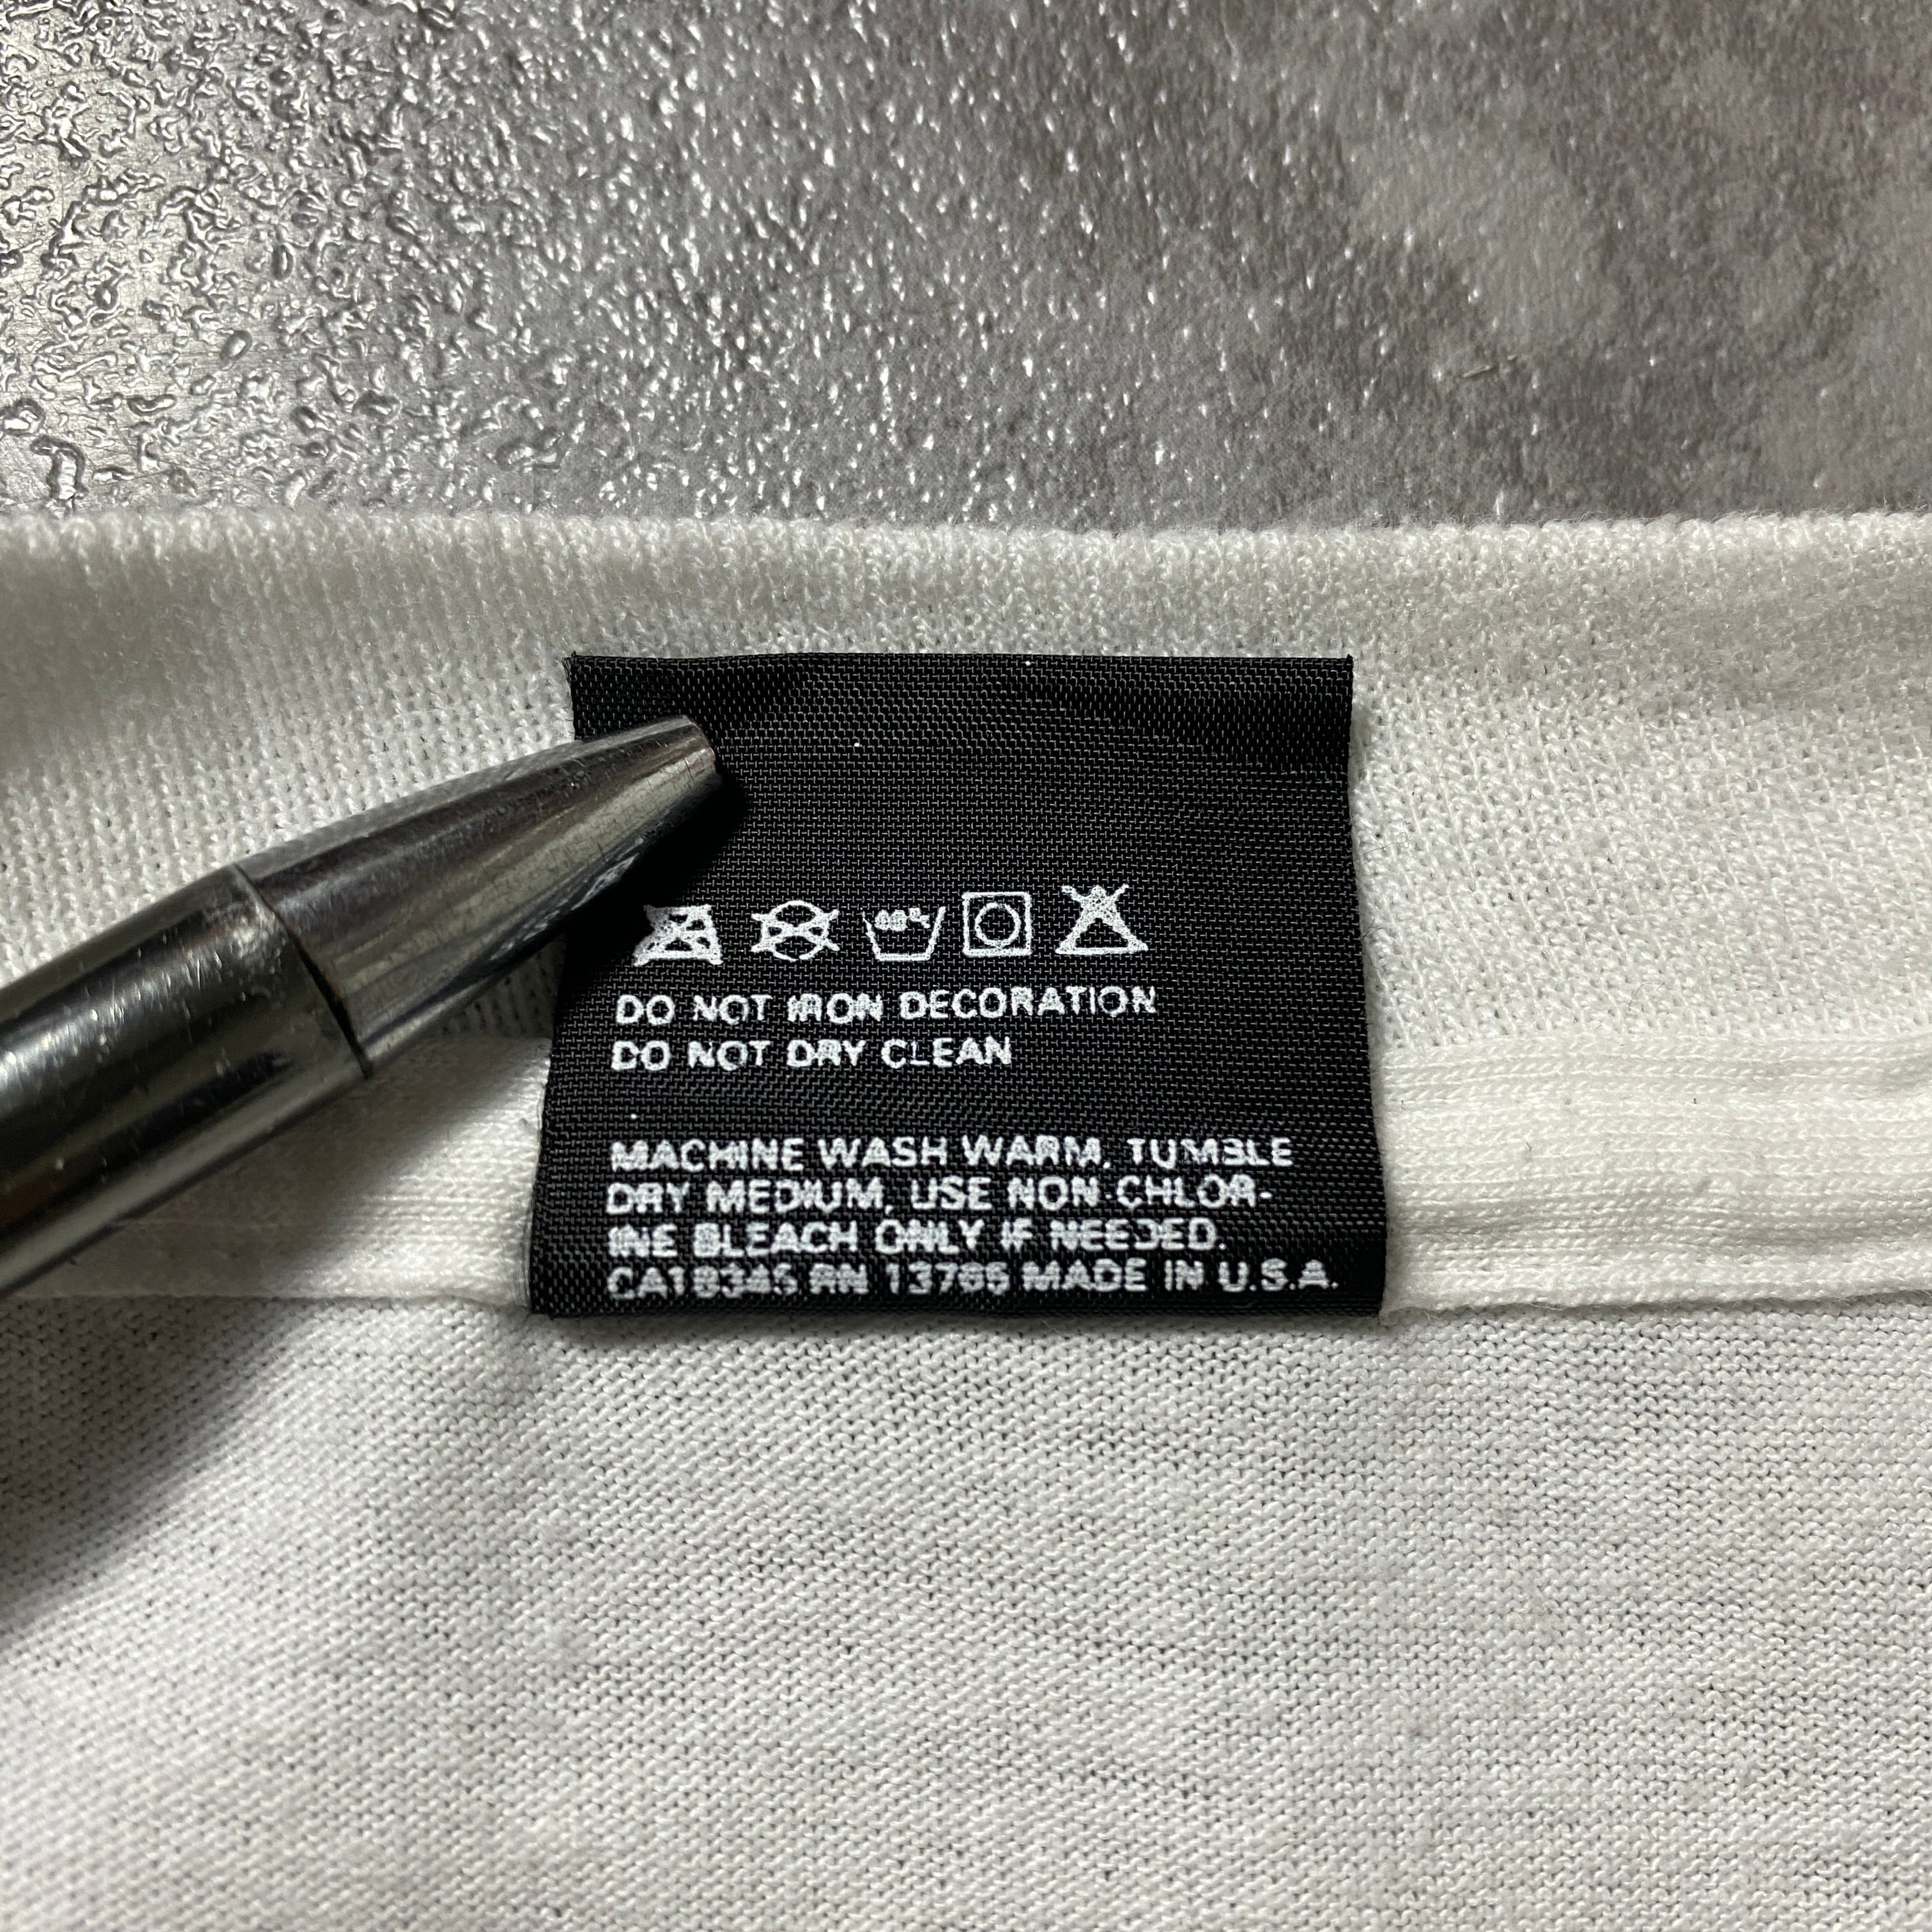 40°C
DO NOT IRON DECORATION
DO NOT DRY CLEAN
MACHINE WASH WARM, TUMBLE
DRY MEDIUM, USE NON-CHLOR-
INE BLEACH ONLY IF NEEDED.
CA18345 RN 13765 MADE IN U.S.A.